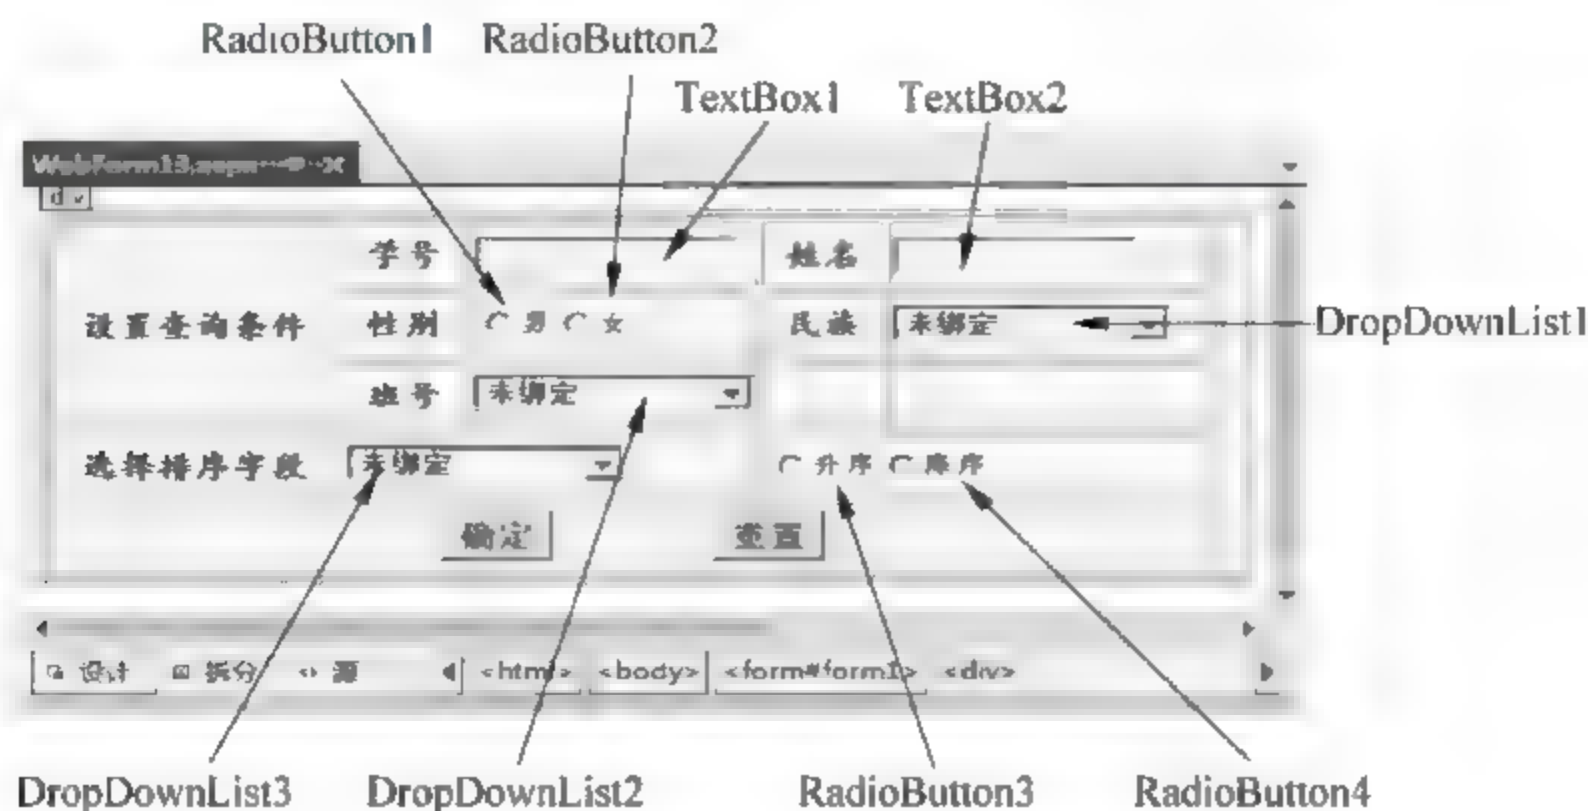 RadioButton1 RadioButton2
TextBox1 TextBox2
WebForm13.aspx
学号 姓名
设置查询条件 性别 男 女 民族 未绑定 DropDownList1
班号 未绑定
选择排序字段 未绑定 升序 降序
确定 重置
设计 拆分 源 <html> <body> <form#form1> <div>
DropDownList3 DropDownList2 RadioButton3 RadioButton4